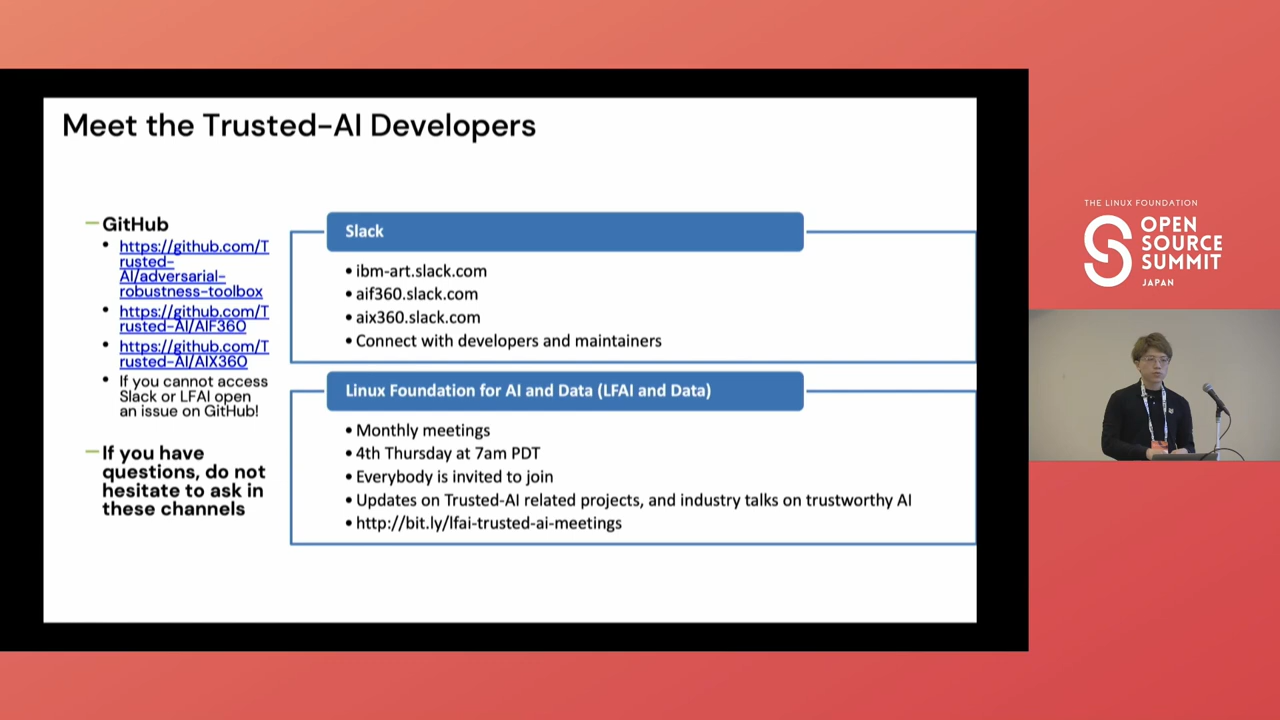 Meet the Trusted-AI Developers
GitHub
https://github.com/T
rusted-
AI/adversarial-
robustness-toolbox
https://github.com/T
rusted-AI/AIF360
https://github.com/T
rusted-AI/AIX360
If you cannot access
Slack or LFAI open
an issue on GitHub!
If you have
questions, do not
hesitate to ask in
these channels
Slack
ibm-art.slack.com
aif360.slack.com
aix360.slack.com
Connect with developers and maintainers
Linux Foundation for AI and Data (LFAI and Data)
Monthly meetings
4th Thursday at 7am PDT
Everybody is invited to join
Updates on Trusted-AI related projects, and industry talks on trustworthy AI
http://bit.ly/lfai-trusted-ai-meetings
THE LINUX FOUNDATION
OPEN
SOURCE
SUMMIT
JAPAN